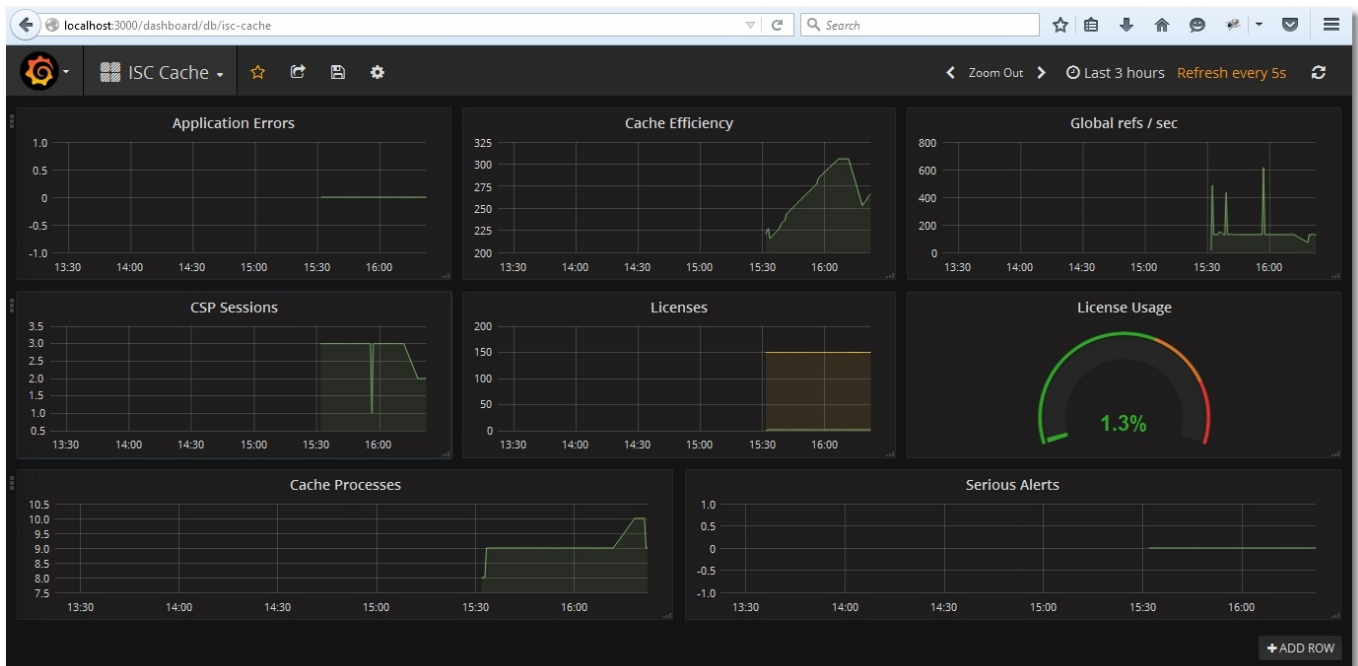 localhost:3000/dashboard/db/isc-cache Search
ISC Cache Zoom Out Last 3 hours Refresh every 5s
Application Errors
1.0
0.5
0
-0.5
-1.0
13:30 14:00 14:30 15:00 15:30 16:00
Cache Efficiency
325
300
275
250
225
200
13:30 14:00 14:30 15:00 15:30 16:00
Global refs / sec
800
600
400
200
0
13:30 14:00 14:30 15:00 15:30 16:00
CSP Sessions
3.5
3.0
2.5
2.0
1.5
1.0
0.5
13:30 14:00 14:30 15:00 15:30 16:00
Licenses
200
150
100
50
0
13:30 14:00 14:30 15:00 15:30 16:00
License Usage
1.3%
Cache Processes
10.5
10.0
9.5
9.0
8.5
8.0
7.5
13:30 14:00 14:30 15:00 15:30 16:00
Serious Alerts
1.0
0.5
0
-0.5
-1.0
13:30 14:00 14:30 15:00 15:30 16:00
+ADD ROW